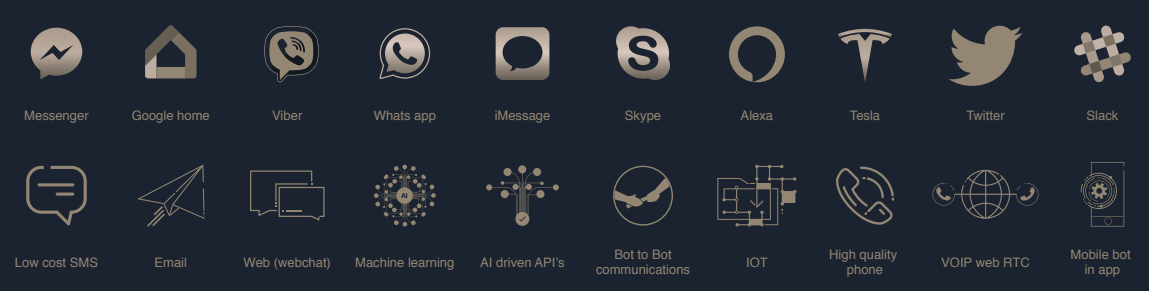 Messenger
Google home
Viber
Whats app
iMessage
Skype
Alexa
Tesla
Twitter
Slack
Low cost SMS
Email
Web (webchat)
AI
Machine learning
AI driven API's
Bot to Bot
communications
IOT
High quality
phone
VOIP web RTC
Mobile bot
in app